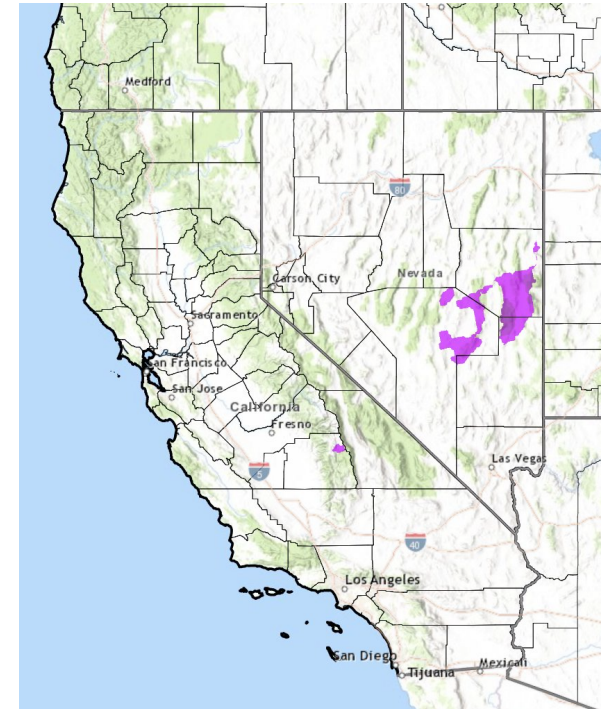 Medford
80
Nevada
Carson City
Sacramento
San Francisco
San Jose
California
Fresno
5
Las Vegas
40
Los Angeles
San Diego
Tijuana
Mexicali